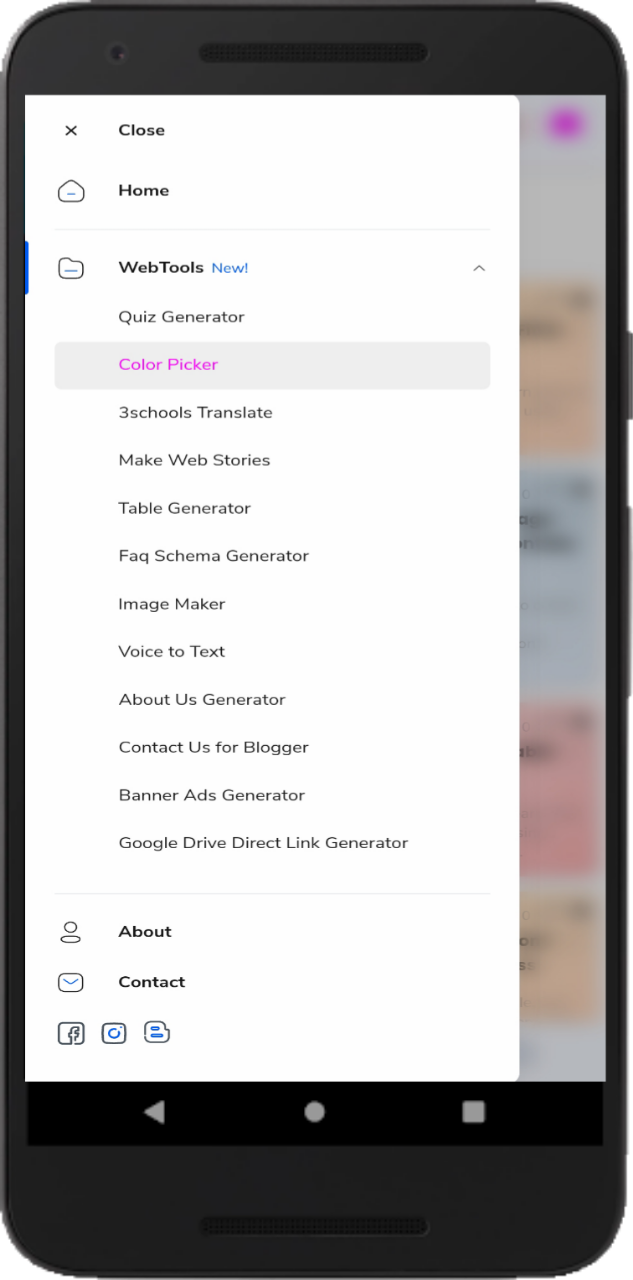 Close
Home
WebTools New!
Quiz Generator
Color Picker
3schools Translate
Make Web Stories
Table Generator
Faq Schema Generator
Image Maker
Voice to Text
About Us Generator
Contact Us for Blogger
Banner Ads Generator
Google Drive Direct Link Generator
About
Contact